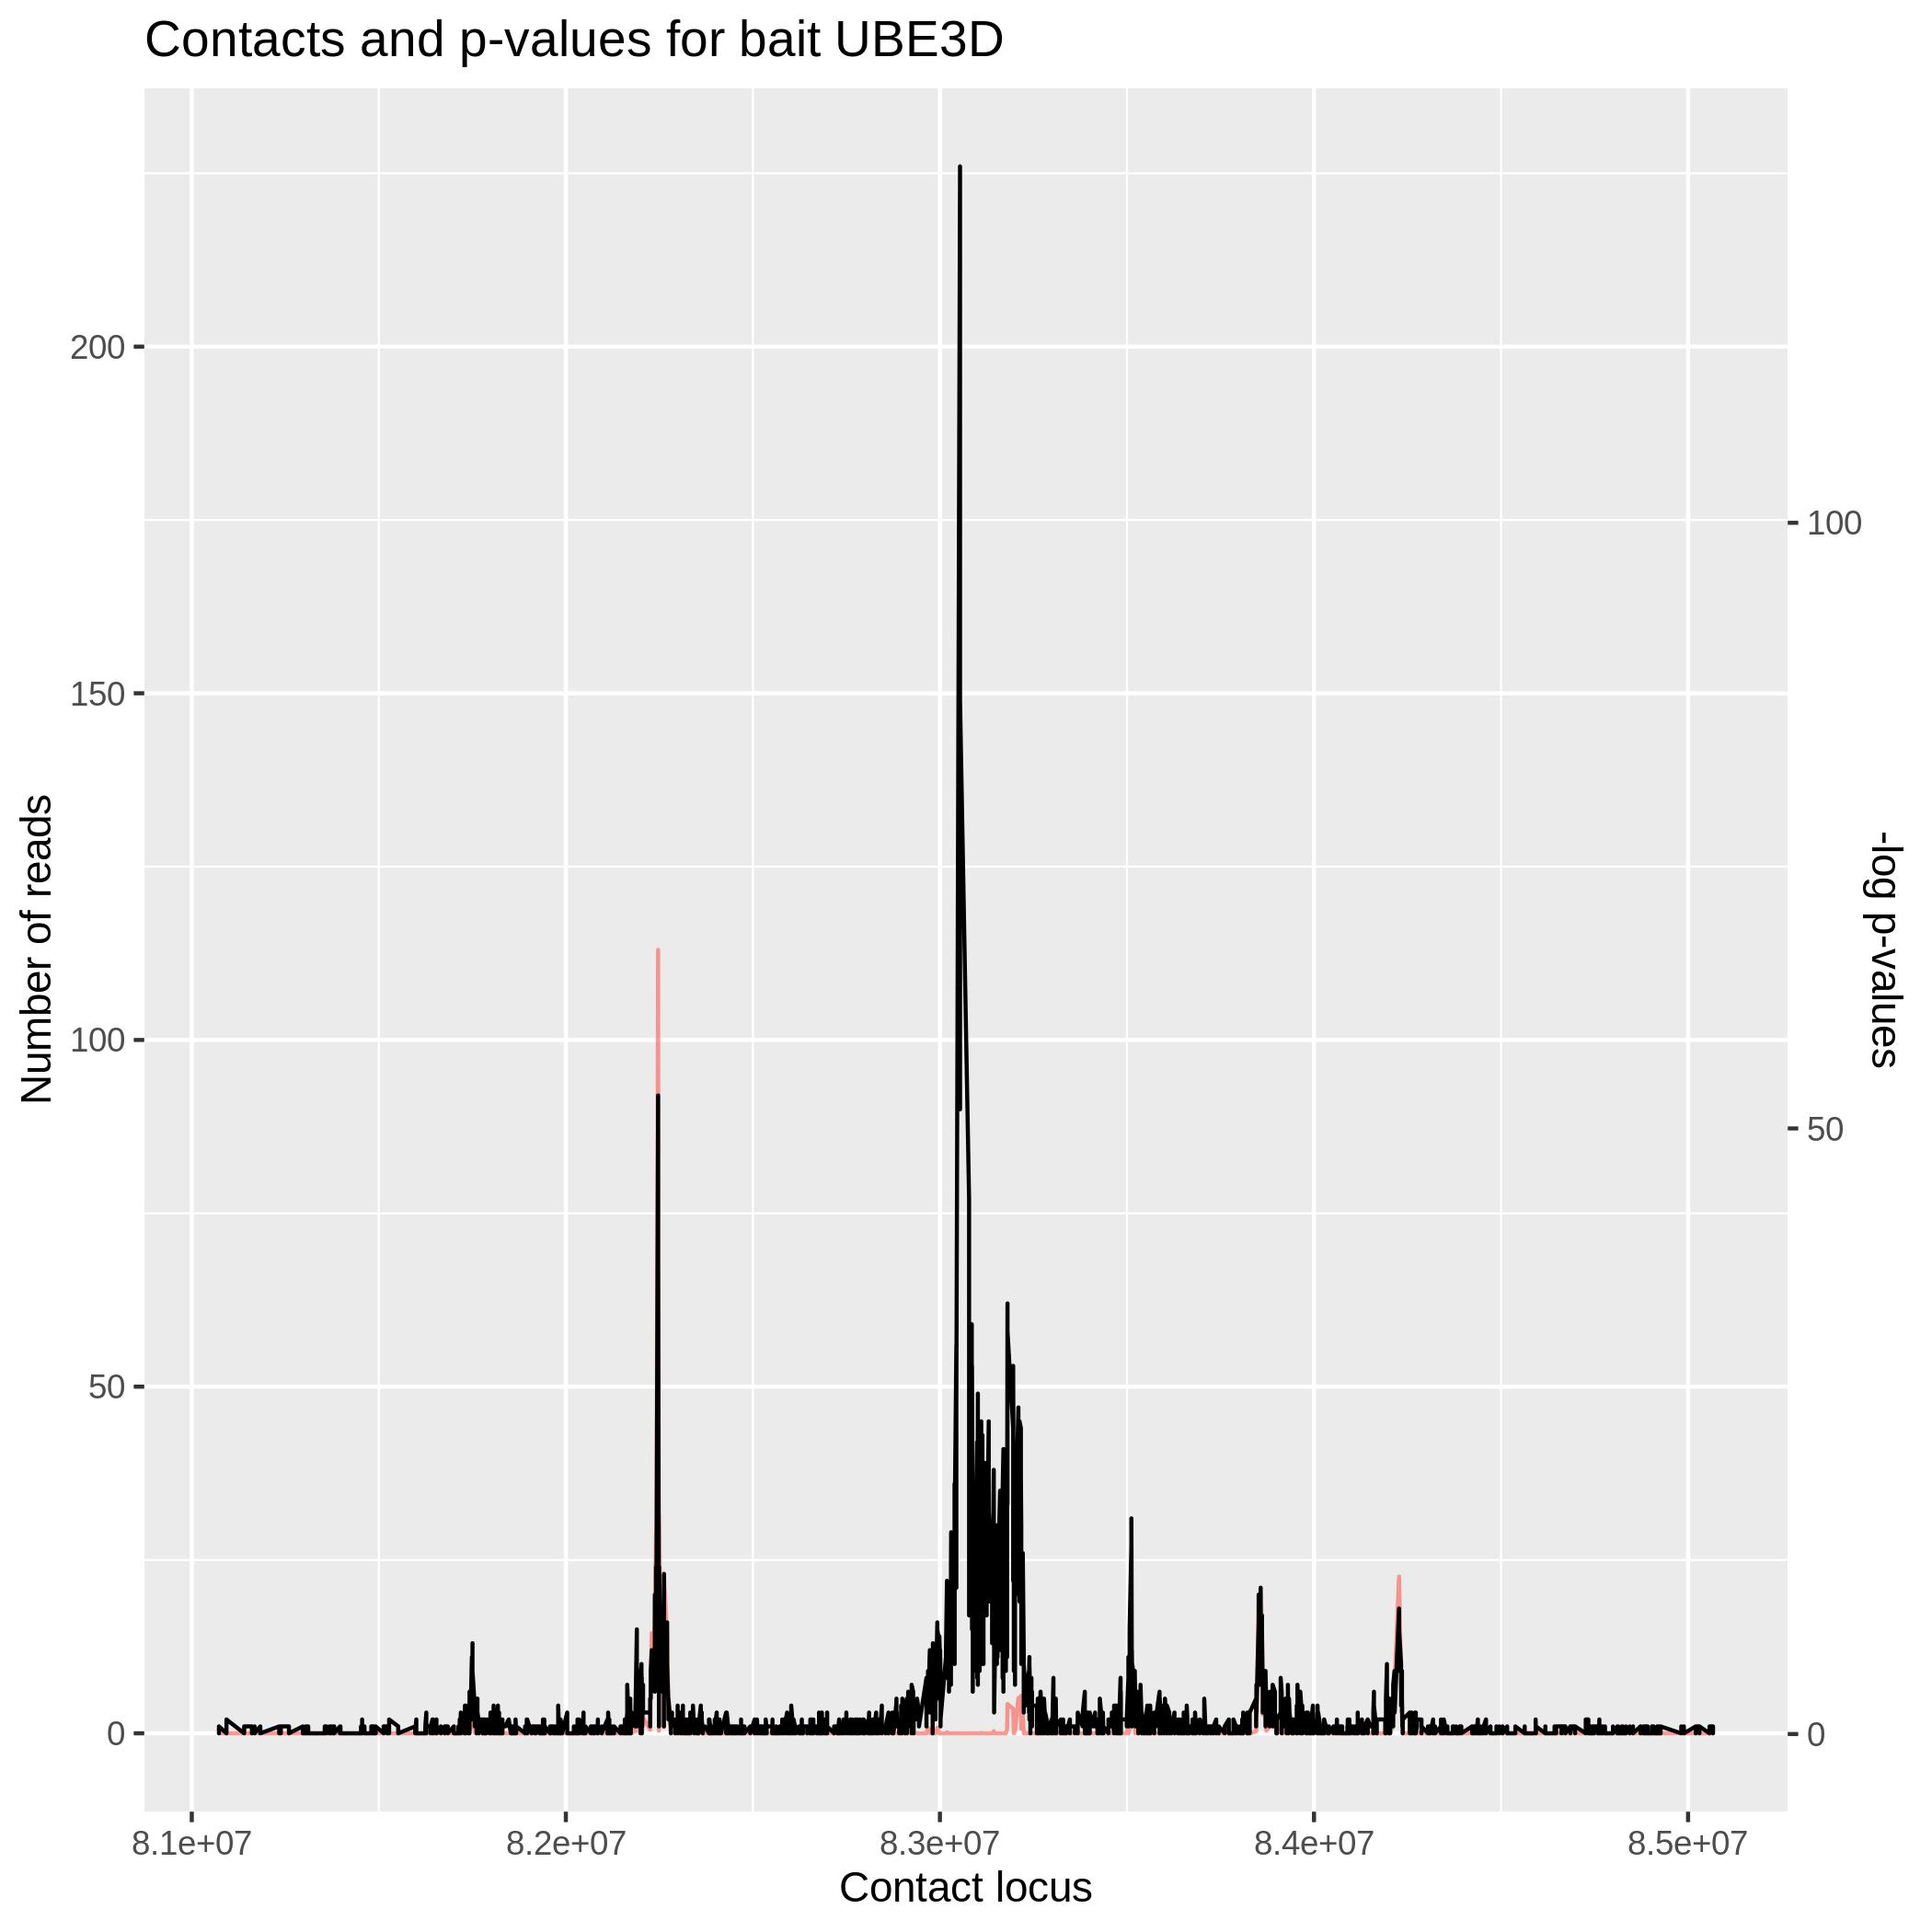 Contacts and p-values for bait UBE3D
Number of reads
200
150
100
50
0
100
50
0
-log p-values
8.1e+07
8.2e+07
8.3e+07
8.4e+07
8.5e+07
Contact locus